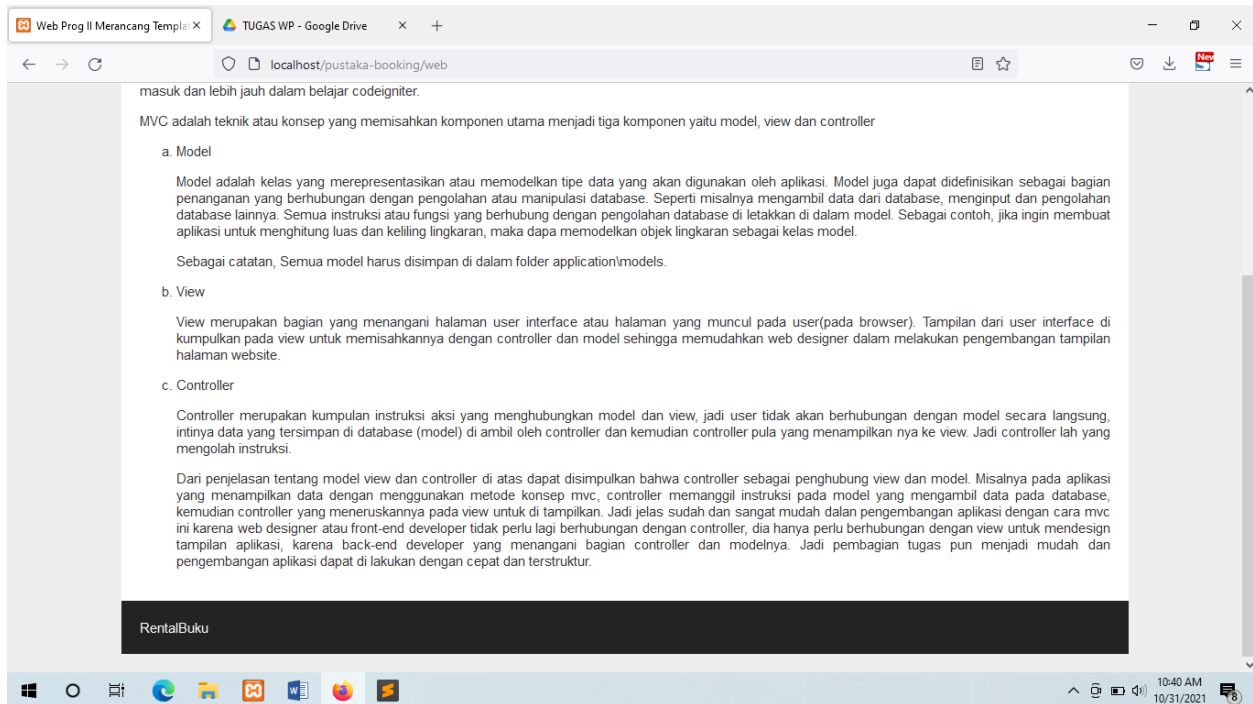 Web Prog II Merancang Templat
TUGAS WP - Google Drive
localhost/pustaka-booking/web
New
masuk dan lebih jauh dalam belajar codeigniter.
MVC adalah teknik atau konsep yang memisahkan komponen utama menjadi tiga komponen yaitu model, view dan controller
a. Model
Model adalah kelas yang merepresentasikan atau memodelkan tipe data yang akan digunakan oleh aplikasi. Model juga dapat didefinisikan sebagai bagian
penanganan yang berhubungan dengan pengolahan atau manipulasi database. Seperti misalnya mengambil data dari database, menginput dan pengolahan
database lainnya. Semua instruksi atau fungsi yang berhubung dengan pengolahan database di letakkan di dalam model. Sebagai contoh, jika ingin membuat
aplikasi untuk menghitung luas dan keliling lingkaran, maka dapa memodelkan objek lingkaran sebagai kelas model.
Sebagai catatan, Semua model harus disimpan di dalam folder application\models.
b. View
View merupakan bagian yang menangani halaman user interface atau halaman yang muncul pada user(pada browser). Tampilan dari user interface di
kumpulkan pada view untuk memisahkannya dengan controller dan model sehingga memudahkan web designer dalam melakukan pengembangan tampilan
halaman website.
c. Controller
Controller merupakan kumpulan instruksi aksi yang menghubungkan model dan view, jadi user tidak akan berhubungan dengan model secara langsung,
intinya data yang tersimpan di database (model) di ambil oleh controller dan kemudian controller pula yang menampilkan nya ke view. Jadi controller lah yang
mengolah instruksi.
Dari penjelasan tentang model view dan controller di atas dapat disimpulkan bahwa controller sebagai penghubung view dan model. Misalnya pada aplikasi
yang menampilkan data dengan menggunakan metode konsep mvc, controller memanggil instruksi pada model yang mengambil data pada database,
kemudian controller yang meneruskannya pada view untuk di tampilkan. Jadi jelas sudah dan sangat mudah dalan pengembangan aplikasi dengan cara mvc
ini karena web designer atau front-end developer tidak perlu lagi berhubungan dengan controller, dia hanya perlu berhubungan dengan view untuk mendesign
tampilan aplikasi, karena back-end developer yang menangani bagian controller dan modelnya. Jadi pembagian tugas pun menjadi mudah dan
pengembangan aplikasi dapat di lakukan dengan cepat dan terstruktur.
RentalBuku
10:40 AM
10/31/2021
8